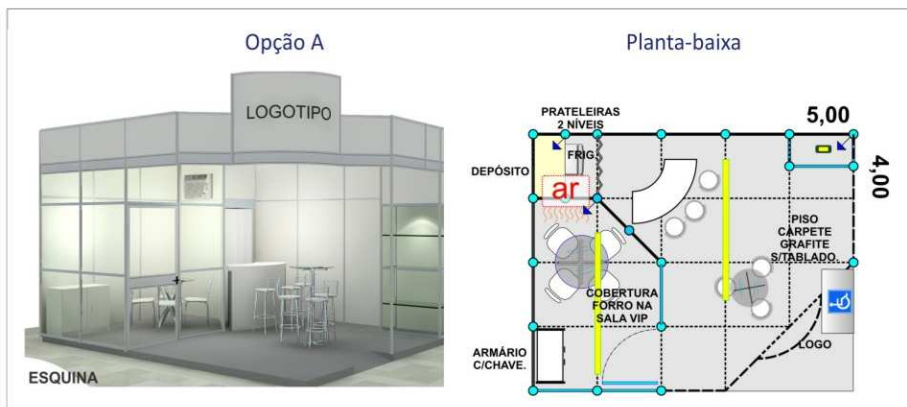 Opção A
Planta-baixa
LOGOTIPO
ESQUINA
PRATELEIRAS
2 NÍVEIS
5,00
FRIG.
DEPÓSITO
ar
4,00
PISO
CARPETE
GRAFITE
S/TABLADO.
COBERTURA
FORRO NA
SALA VIP
ARMÁRIO
C/CHAVE.
LOGO